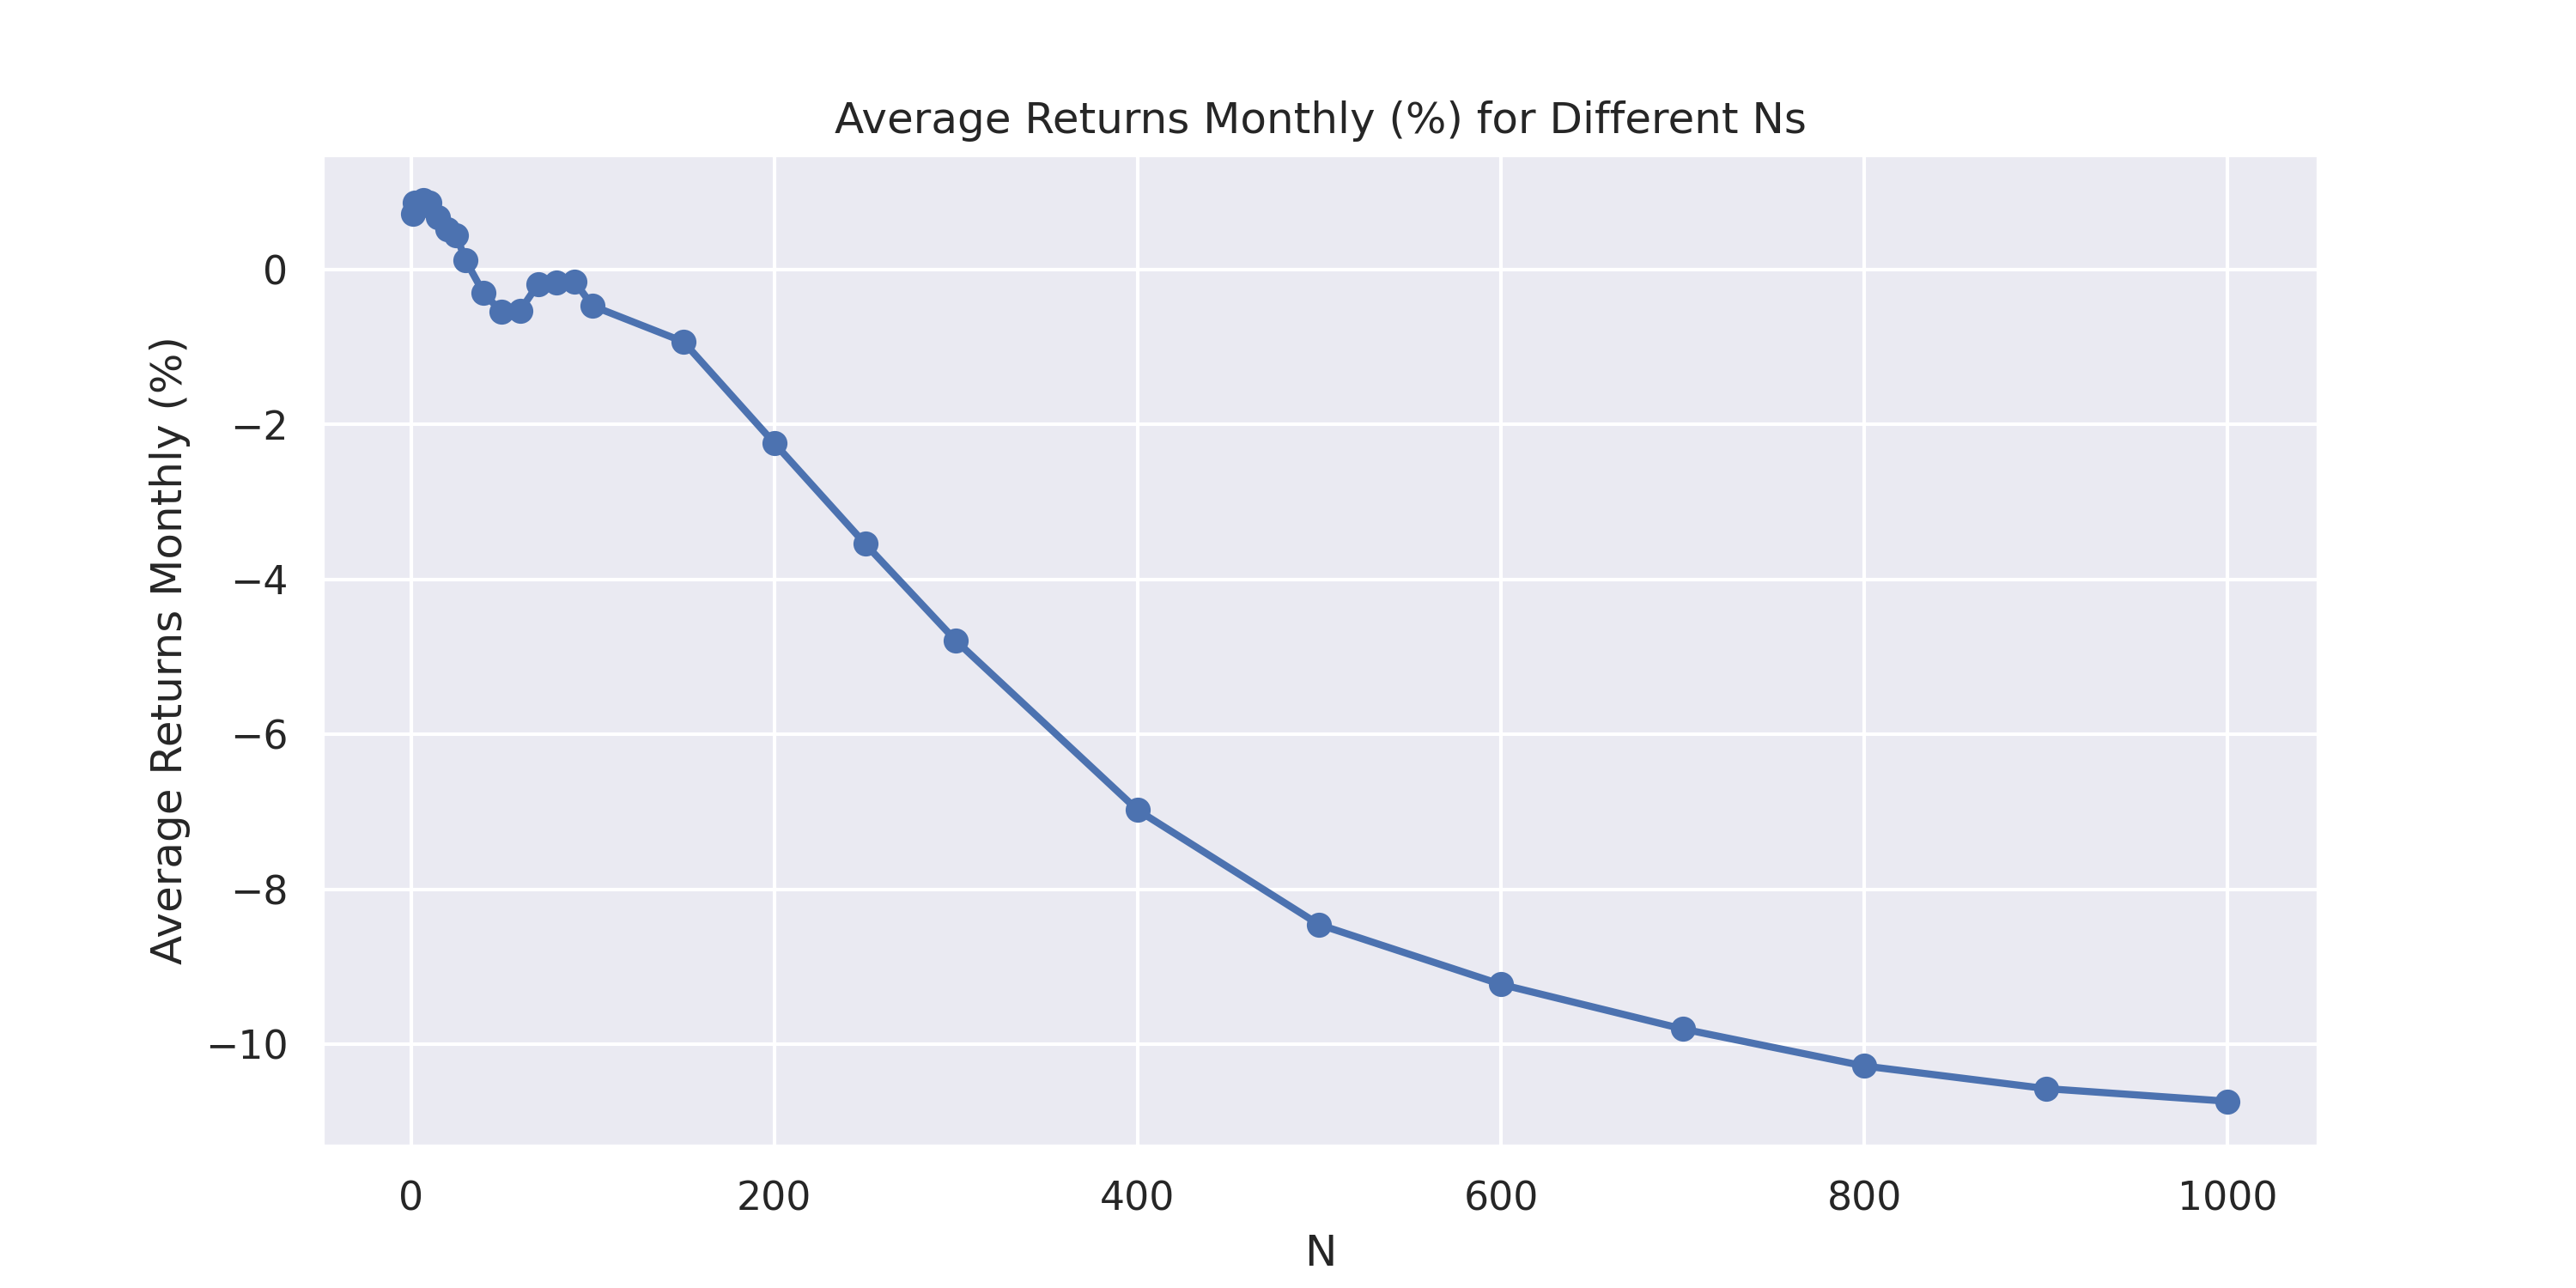 Average Returns Monthly (%) for Different Ns
Average Returns Monthly (%)
0
−2
−4
−6
−8
−10
0 200 400 600 800 1000
N